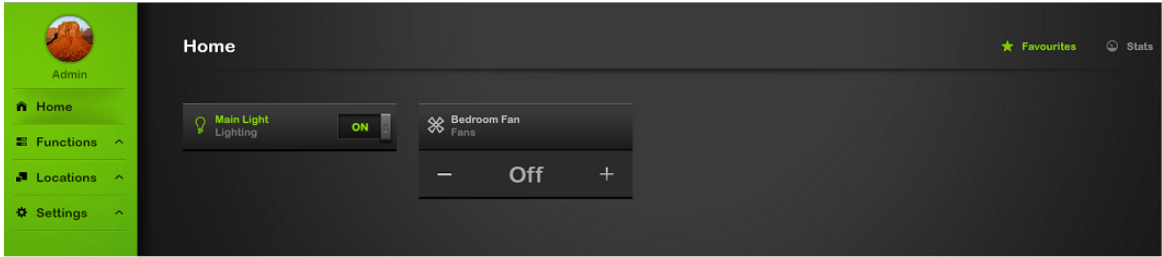 Admin
Home
Functions
Locations
Settings
Home
Favourites
Stats
Main Light
Lighting
ON
Bedroom Fan
Fans
− Off +